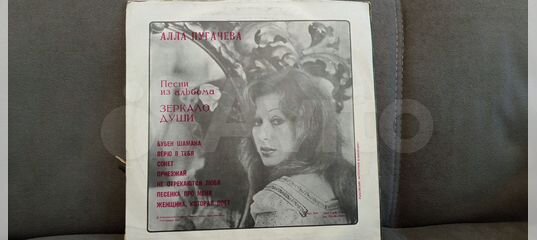 АЛЛА ПУГАЧЕВА
Песни
из альбома
ЗЕРКАЛО
ДУШИ
БУБЕН ШАМАНА
ВЕРЮ В ТЕБЯ
СОНЕТ
ПРИЕЗЖАЙ
НЕ ОТРЕКАЮТСЯ ЛЮБЯ
ПЕСЕНКА ПРО МЕНЯ
ЖЕНЩИНА, КОТОРАЯ ПОЕТ